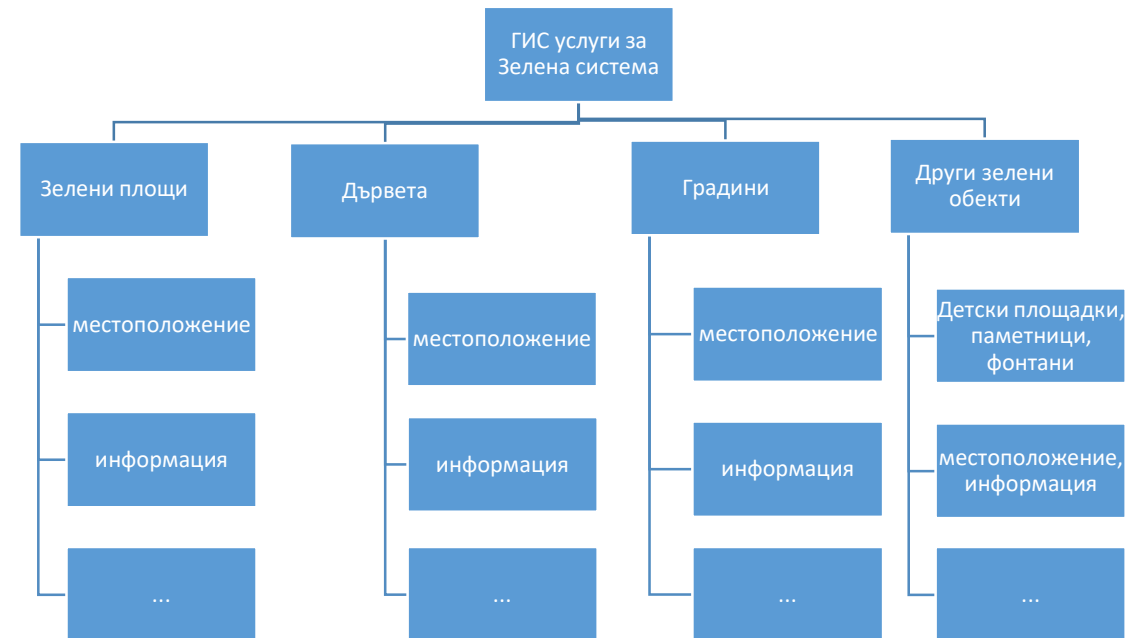 ГИС услуги за
Зелена система
Зелени площи
местоположение
информация
...
Дървета
местоположение
информация
...
Градини
местоположение
информация
...
Други зелени
обекти
Детски площадки,
паметници,
фонтани
местоположение,
информация
...